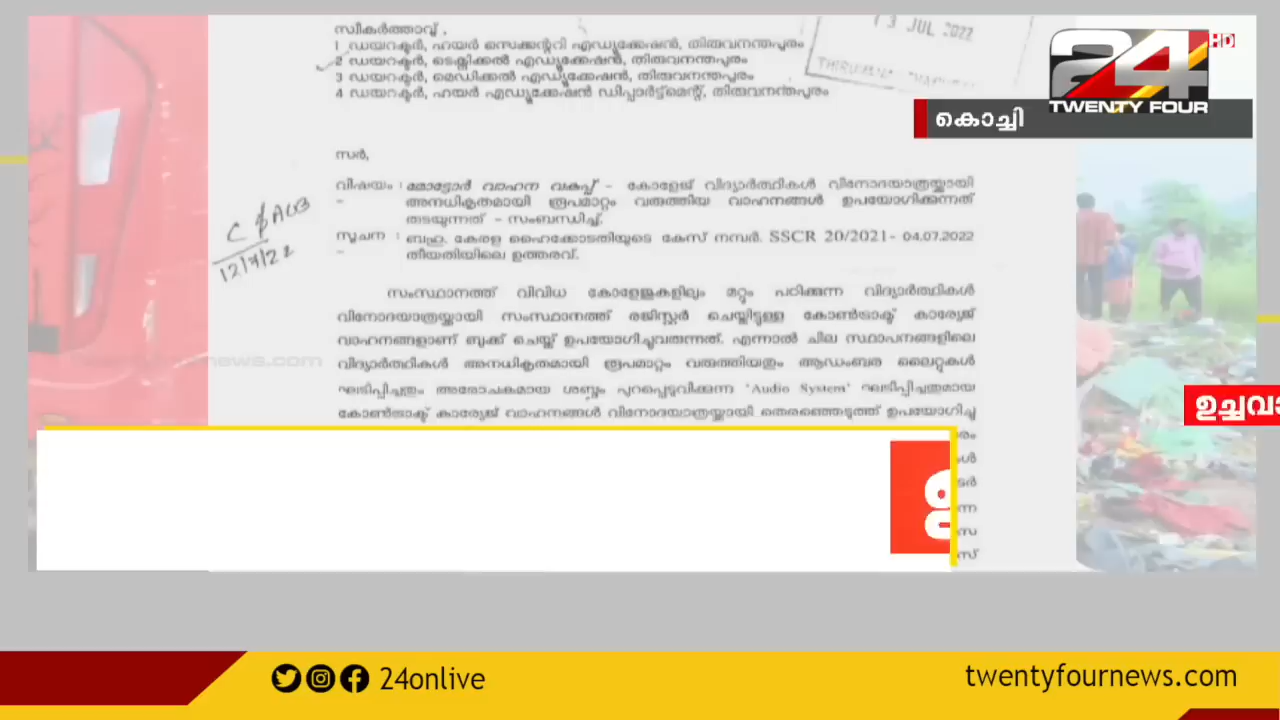 സ്വീകർത്താവ് ,
1 ഡയറക്ടർ, ഹയർ സെക്കന്ററി എഡ്യൂക്കേഷൻ, തിരുവനന്തപുരം
2 ഡയറക്ടർ, ടെക്നിക്കൽ എഡ്യൂക്കേഷൻ, തിരുവനന്തപുരം
3 ഡയറക്ടർ, മെഡിക്കൽ എഡ്യൂക്കേഷൻ, തിരുവനന്തപുരം
4 ഡയറക്ടർ, ഹയർ എഡ്യൂക്കേഷൻ ഡിപ്പാർട്ട്മെന്റ്, തിരുവനന്തപുരം
13 JUL 2022
24 HD
TWENTY FOUR
കൊച്ചി
സർ,
വിഷയം : മോട്ടോർ വാഹന വകുപ്പ് – കോളേജ് വിദ്യാർത്ഥികൾ വിനോദയാത്രയ്ക്കായി
– അനധികൃതമായി രൂപമാറ്റം വരുത്തിയ വാഹനങ്ങൾ ഉപയോഗിക്കുന്നത്
തടയുന്നത് – സംബന്ധിച്ച്.
സൂചന : ബഹു. കേരള ഹൈക്കോടതിയുടെ കേസ് നമ്പർ. SSCR 20/2021- 04.07.2022
– തീയതിയിലെ ഉത്തരവ്.
12/7/22
സംസ്ഥാനത്ത് വിവിധ കോളേജുകളിലും മറ്റും പഠിക്കുന്ന വിദ്യാർത്ഥികൾ
വിനോദയാത്രയ്ക്കായി സംസ്ഥാനത്ത് രജിസ്റ്റർ ചെയ്തിട്ടുള്ള കോൺട്രാക്ട് കാര്യേജ്
വാഹനങ്ങളാണ് ബുക്ക് ചെയ്ത് ഉപയോഗിച്ചുവരുന്നത്. എന്നാൽ ചില സ്ഥാപനങ്ങളിലെ
വിദ്യാർത്ഥികൾ അനധികൃതമായി രൂപമാറ്റം വരുത്തിയതും ആഡംബര ലൈറ്റുകൾ
ഘടിപ്പിച്ചതും അരോചകമായ ശബ്ദം പുറപ്പെടുവിക്കുന്ന 'Audio System' ഘടിപ്പിച്ചതുമായ
കോൺട്രാക്ട് കാര്യേജ് വാഹനങ്ങൾ വിനോദയാത്രയ്ക്കായി തെരഞ്ഞെടുത്ത് ഉപയോഗിച്ചു
ഉച്ചവാ
24onlive
twentyfournews.com